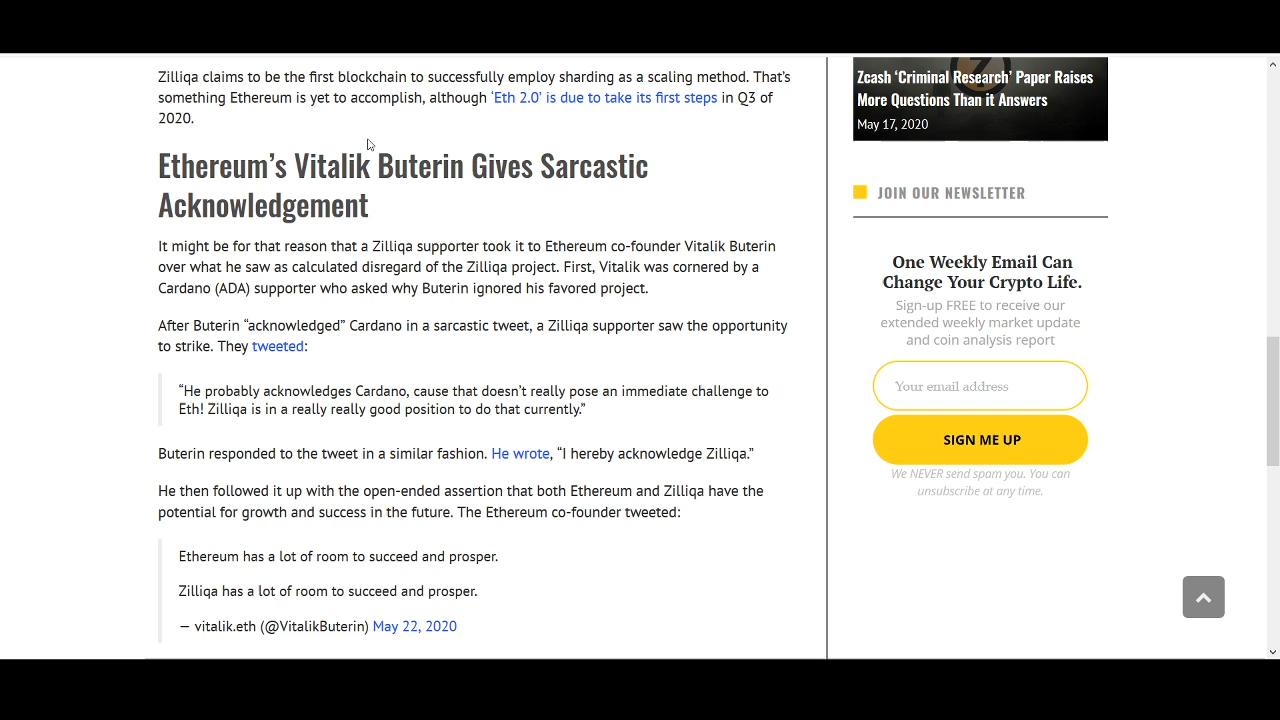 Zilliqa claims to be the first blockchain to successfully employ sharding as a scaling method. That’s
something Ethereum is yet to accomplish, although ‘Eth 2.0’ is due to take its first steps in Q3 of
2020.
Ethereum’s Vitalik Buterin Gives Sarcastic
Acknowledgement
It might be for that reason that a Zilliqa supporter took it to Ethereum co-founder Vitalik Buterin
over what he saw as calculated disregard of the Zilliqa project. First, Vitalik was cornered by a
Cardano (ADA) supporter who asked why Buterin ignored his favored project.
After Buterin “acknowledged” Cardano in a sarcastic tweet, a Zilliqa supporter saw the opportunity
to strike. They tweeted:
“He probably acknowledges Cardano, cause that doesn’t really pose an immediate challenge to
Eth! Zilliqa is in a really really good position to do that currently.”
Buterin responded to the tweet in a similar fashion. He wrote, “I hereby acknowledge Zilliqa.”
He then followed it up with the open-ended assertion that both Ethereum and Zilliqa have the
potential for growth and success in the future. The Ethereum co-founder tweeted:
Ethereum has a lot of room to succeed and prosper.
Zilliqa has a lot of room to succeed and prosper.
— vitalik.eth (@VitalikButerin) May 22, 2020
Zcash ‘Criminal Research’ Paper Raises
More Questions Than it Answers
May 17, 2020
JOIN OUR NEWSLETTER
One Weekly Email Can
Change Your Crypto Life.
Sign-up FREE to receive our
extended weekly market update
and coin analysis report
Your email address
SIGN ME UP
We NEVER send spam you. You can
unsubscribe at any time.